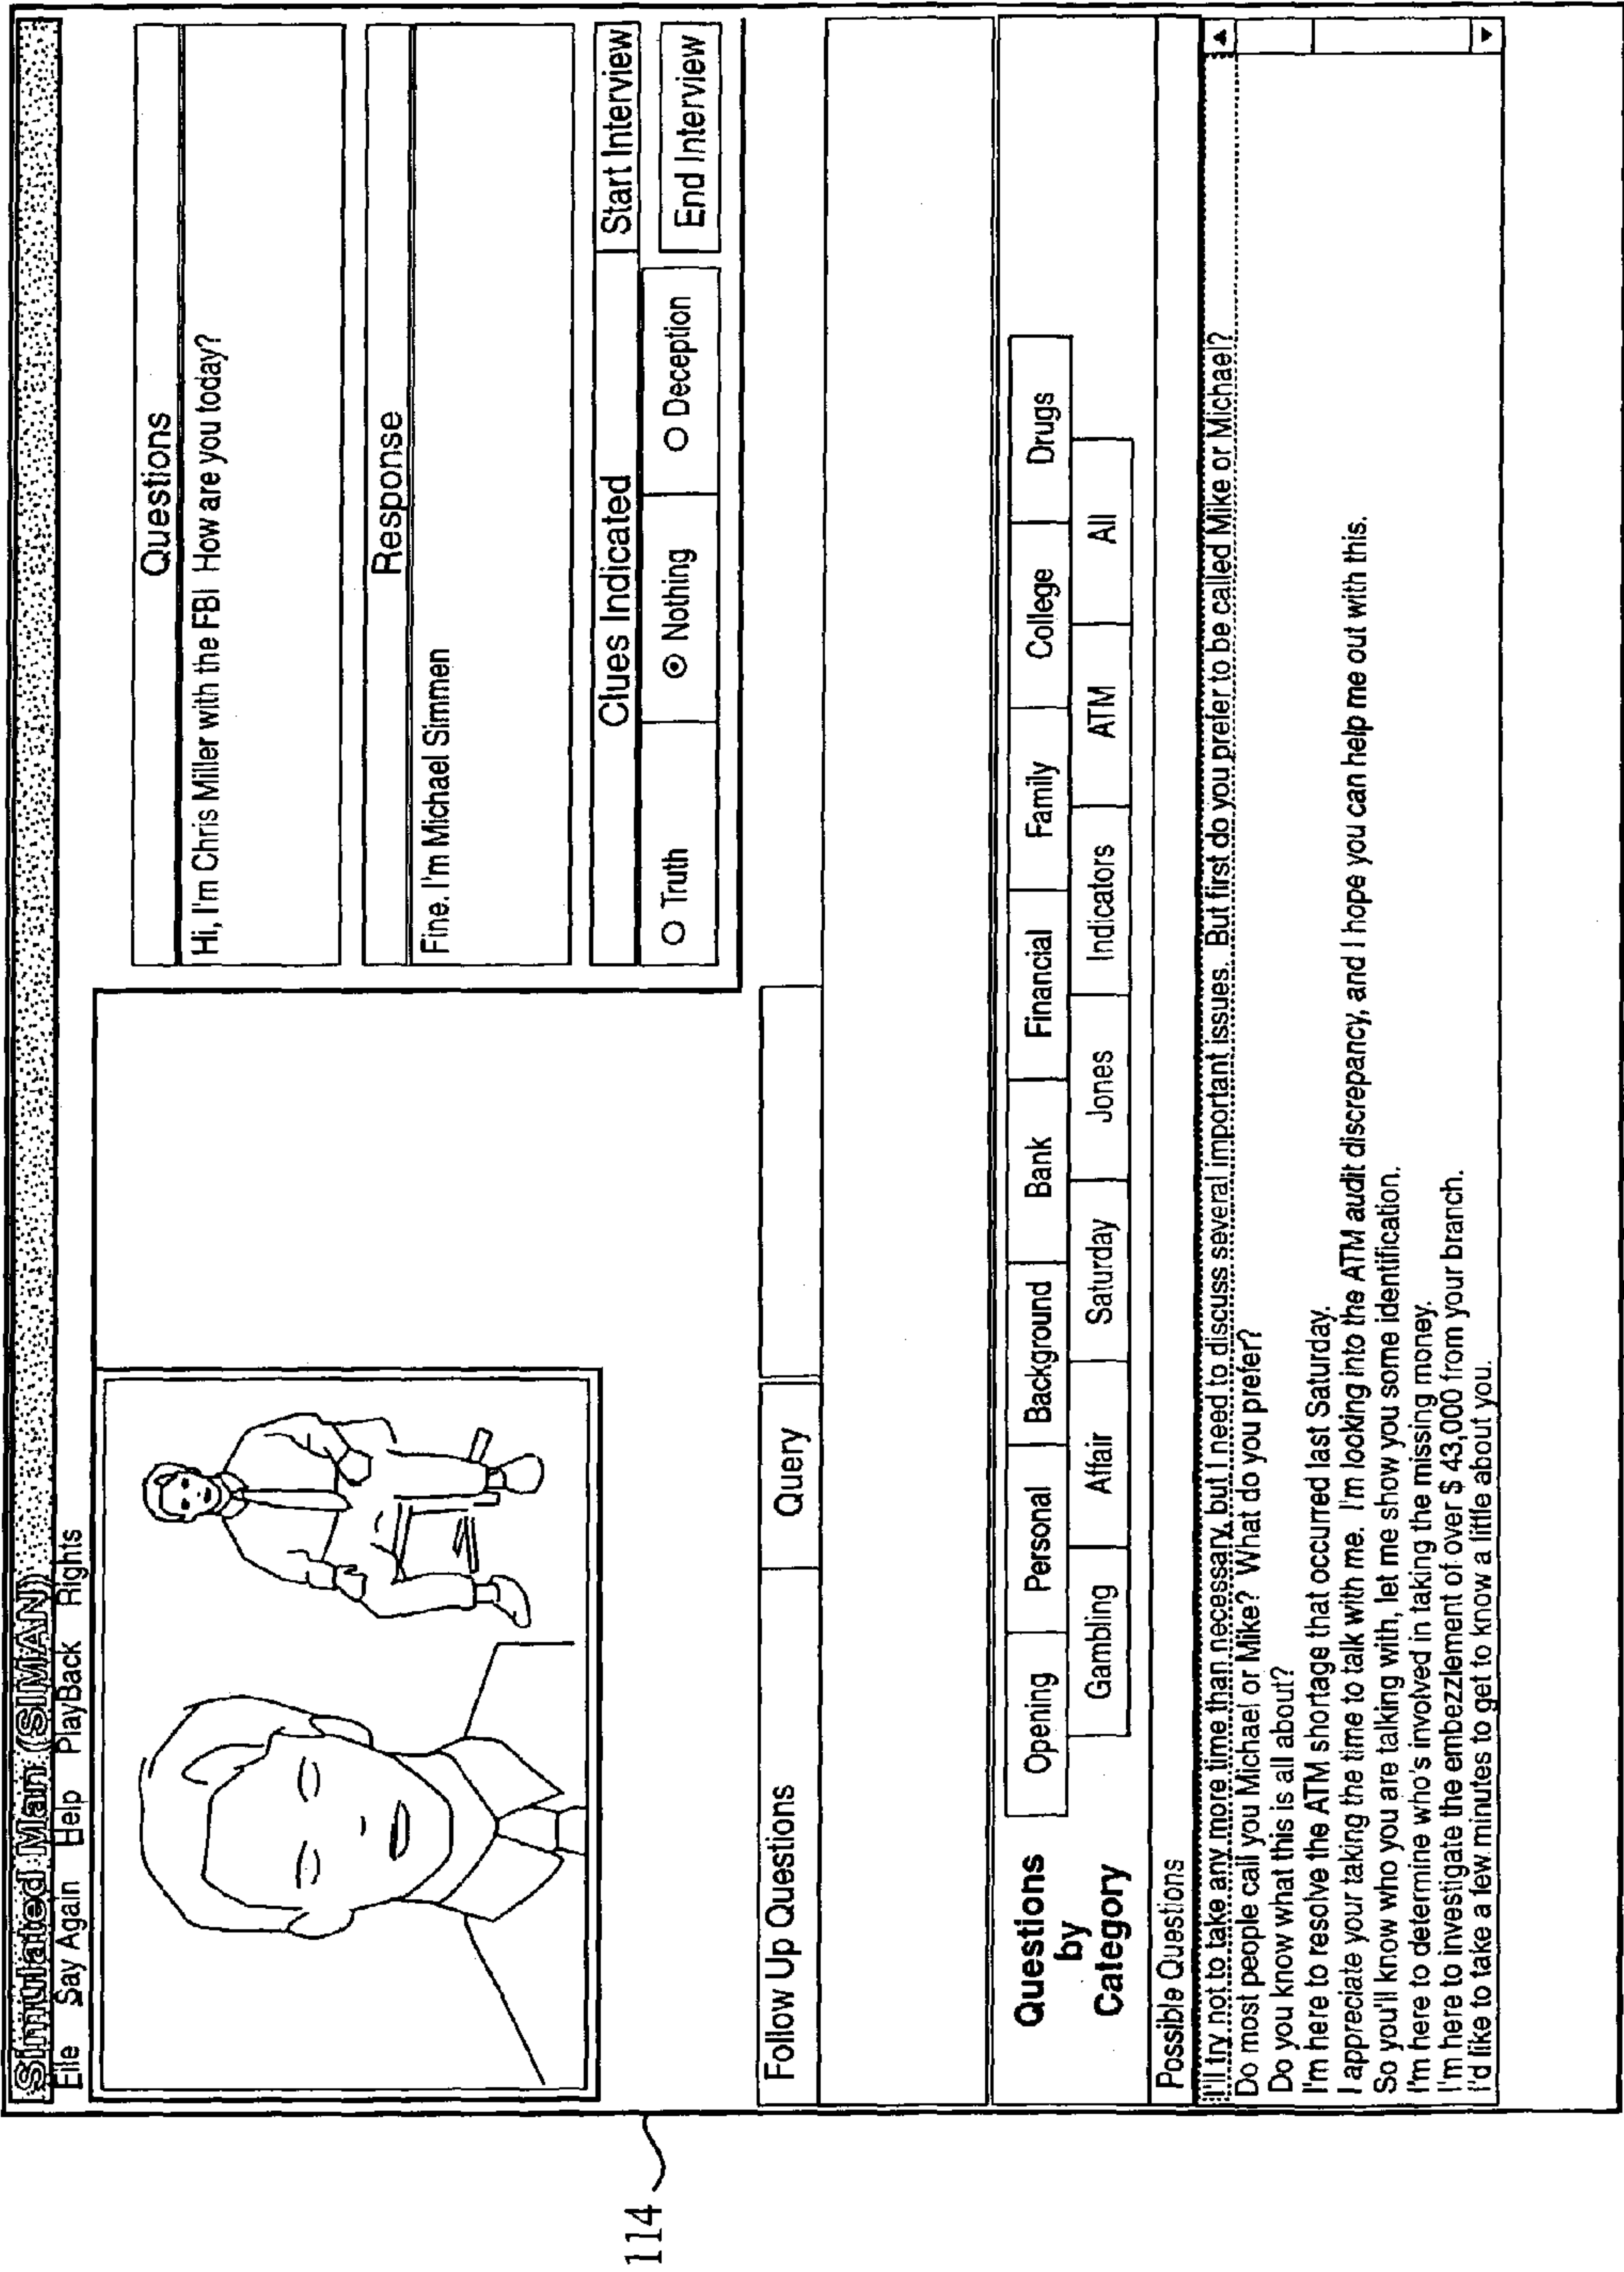 Simulated Man (SIMAN)
File Say Again Help PlayBack Rights
Questions
Hi, I'm Chris Miller with the FBI How are you today?
Response
Fine. I'm Michael Simmen
Clues Indicated
Start Interview
Truth Nothing Deception
End Interview
Follow Up Questions Query
Questions
by
Category
Opening Personal Background Bank Financial Family College Drugs
Gambling Affair Saturday Jones Indicators ATM All
Possible Questions
I'll try not to take any more time than necessary, but I need to discuss several important issues. But first do you prefer to be called Mike or Michael?
Do most people call you Michael or Mike? What do you prefer?
Do you know what this is all about?
I'm here to resolve the ATM shortage that occurred last Saturday.
I appreciate your taking the time to talk with me. I'm looking into the ATM audit discrepancy, and I hope you can help me out with this.
So you'll know who you are talking with, let me show you some identification.
I'm here to determine who's involved in taking the missing money.
I'm here to investigate the embezzlement of over $ 43,000 from your branch.
I'd like to take a few minutes to get to know a little about you.
114